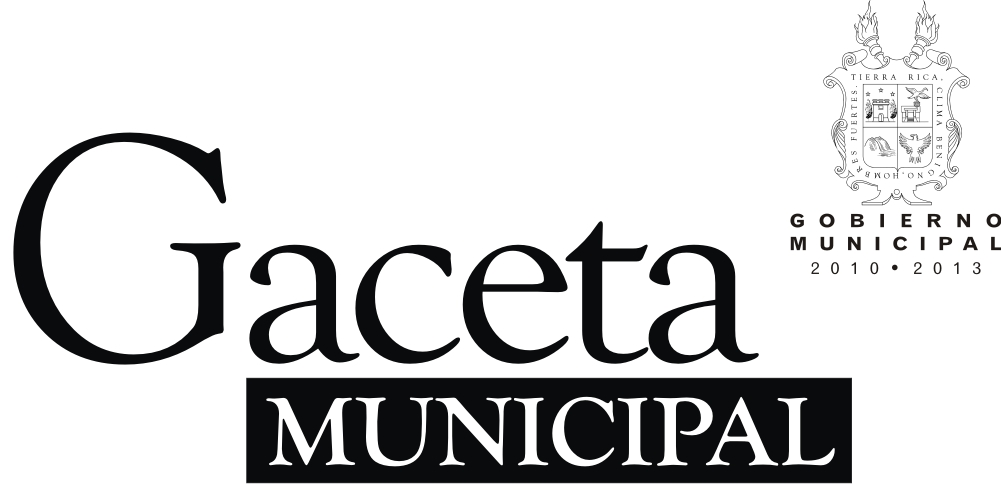 Gaceta
MUNICIPAL
HOMBRES FUERTES, TIERRA RICA, CLIMA BENIGNO.
GOBIERNO
MUNICIPAL
2010 • 2013